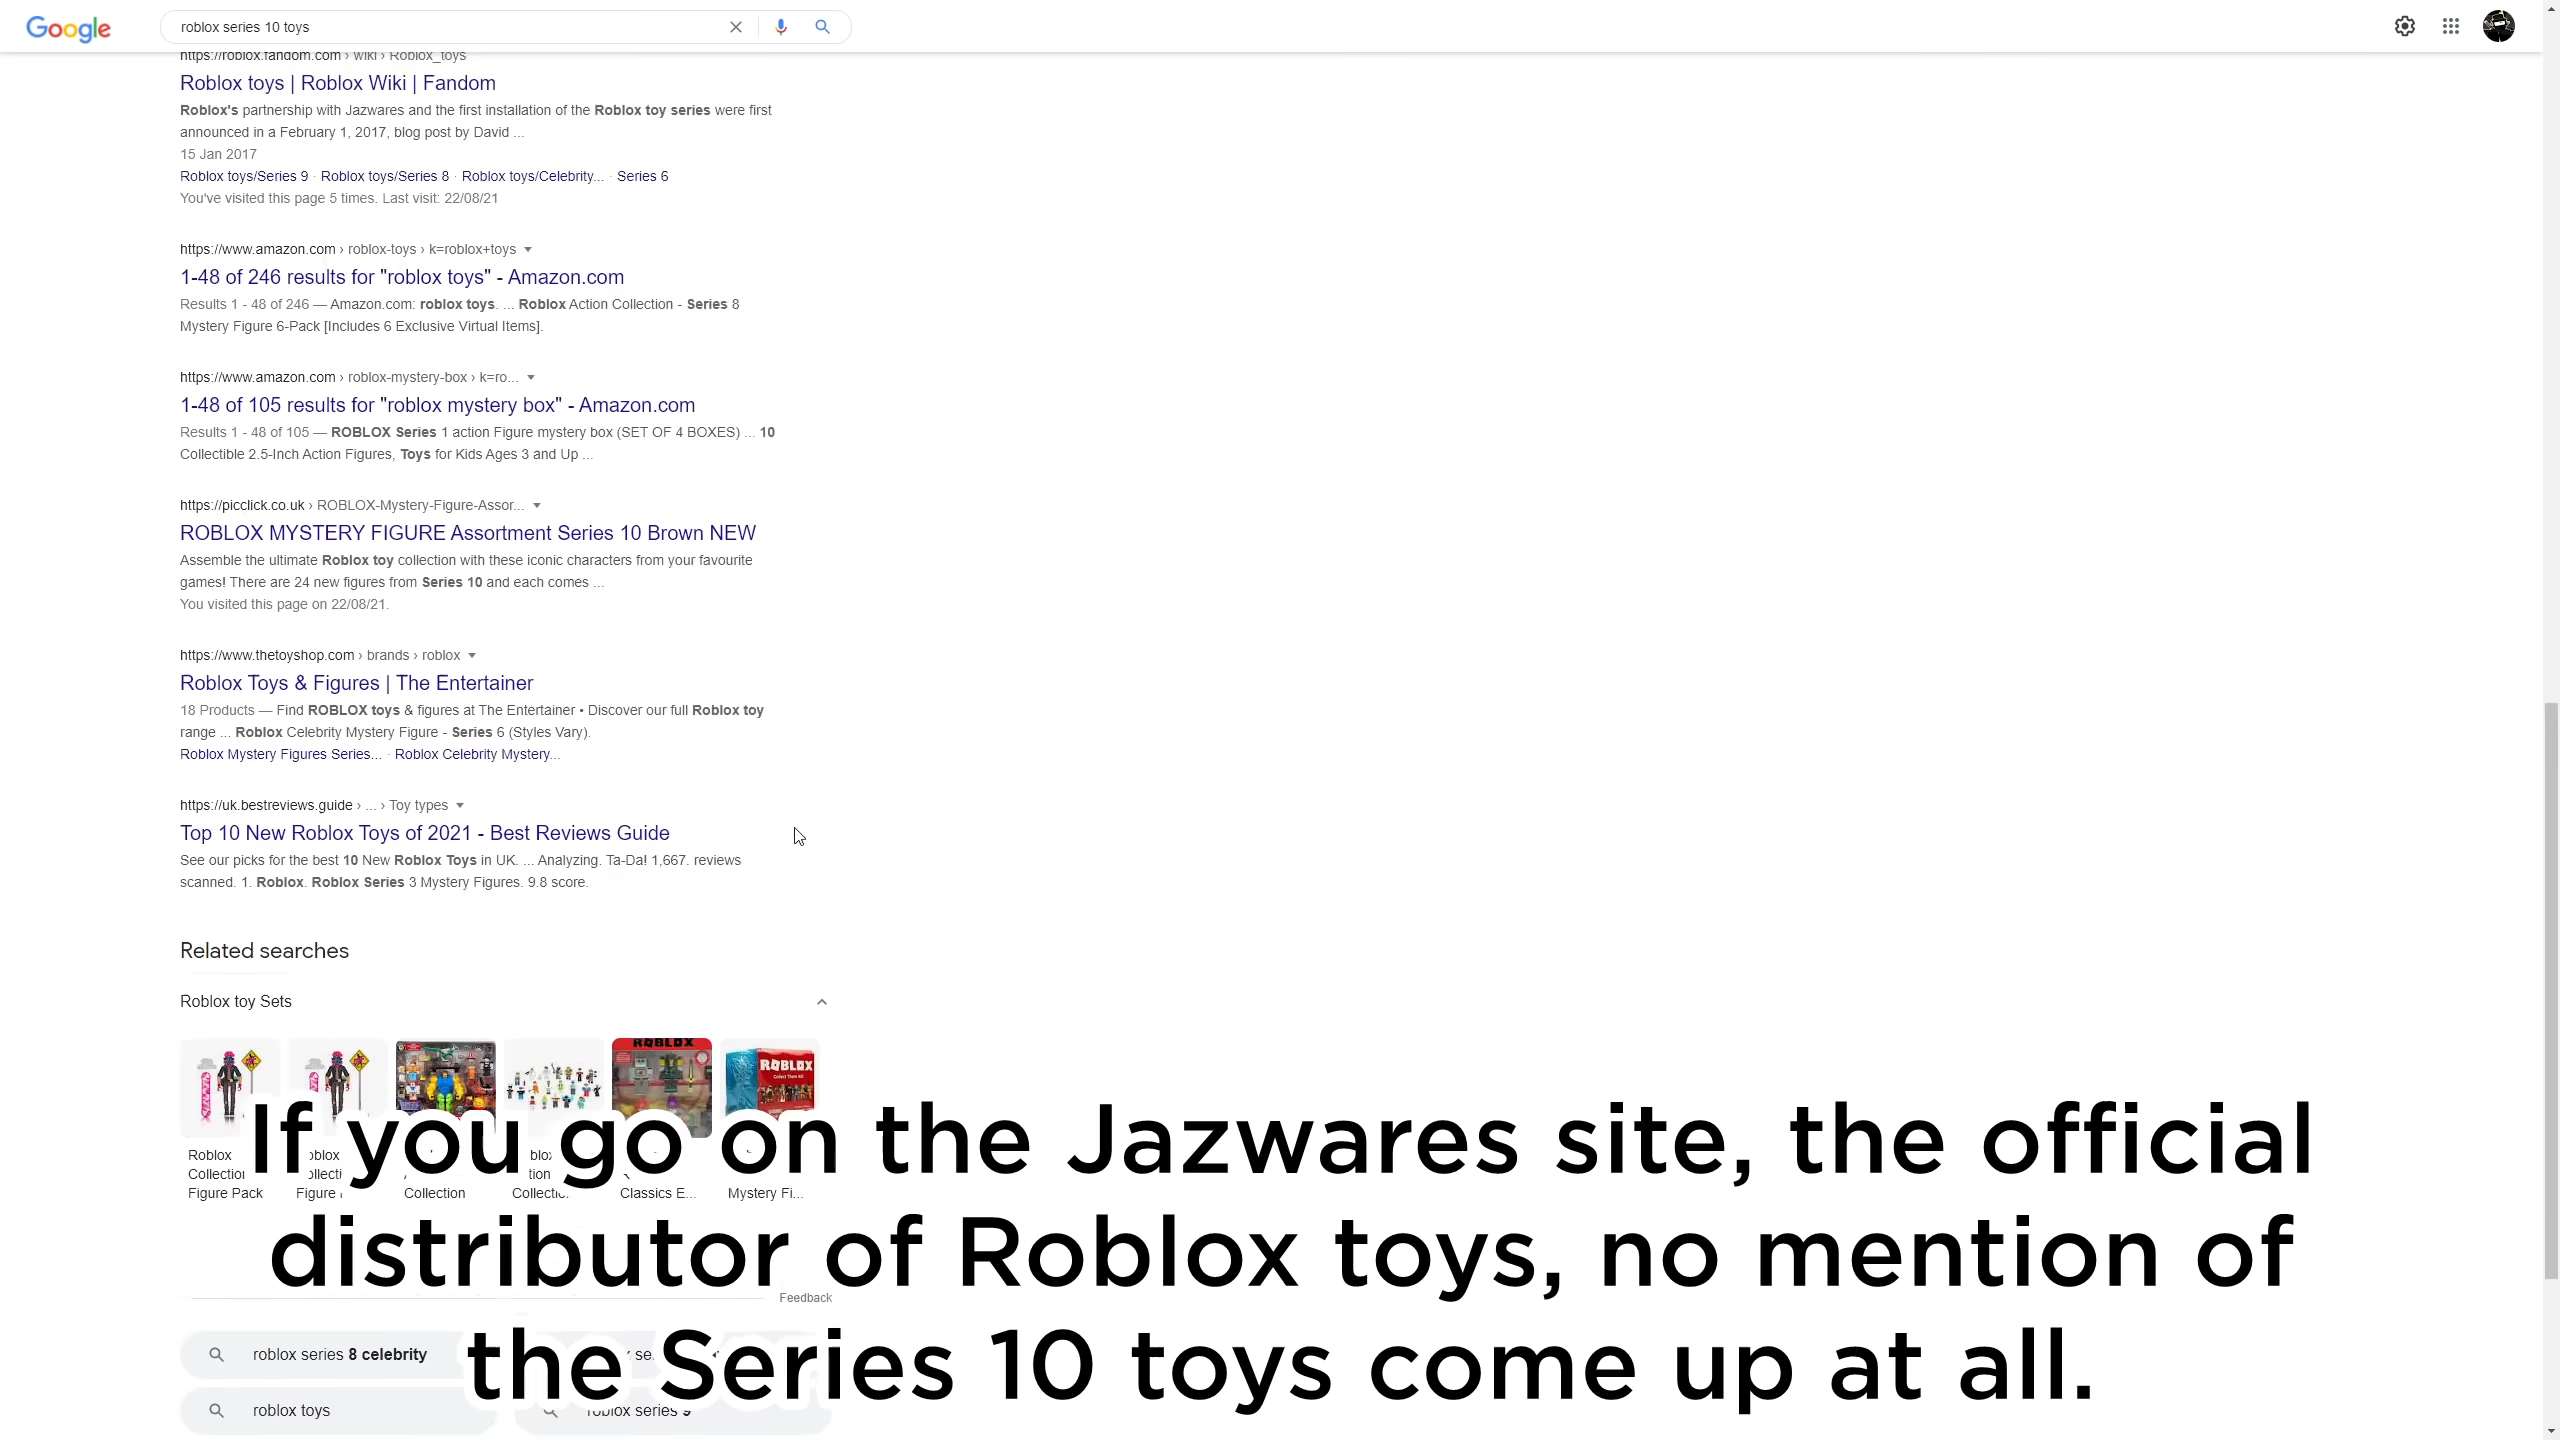 Google
roblox series 10 toys
https://roblox.fandom.com › wiki › Roblox_toys
Roblox toys | Roblox Wiki | Fandom
Roblox's partnership with Jazwares and the first installation of the Roblox toy series were first
announced in a February 1, 2017, blog post by David ...
15 Jan 2017
Roblox toys/Series 9 · Roblox toys/Series 8 · Roblox toys/Celebrity... · Series 6
You've visited this page 5 times. Last visit: 22/08/21
https://www.amazon.com › roblox-toys › k=roblox+toys
1-48 of 246 results for "roblox toys" - Amazon.com
Results 1 - 48 of 246 — Amazon.com: roblox toys. ... Roblox Action Collection - Series 8
Mystery Figure 6-Pack [Includes 6 Exclusive Virtual Items].
https://www.amazon.com › roblox-mystery-box › k=ro...
1-48 of 105 results for "roblox mystery box" - Amazon.com
Results 1 - 48 of 105 — ROBLOX Series 1 action Figure mystery box (SET OF 4 BOXES) ... 10
Collectible 2.5-Inch Action Figures, Toys for Kids Ages 3 and Up ...
https://picclick.co.uk › ROBLOX-Mystery-Figure-Assor...
ROBLOX MYSTERY FIGURE Assortment Series 10 Brown NEW
Assemble the ultimate Roblox toy collection with these iconic characters from your favourite
games! There are 24 new figures from Series 10 and each comes ...
You visited this page on 22/08/21.
https://www.thetoyshop.com › brands › roblox
Roblox Toys & Figures | The Entertainer
18 Products — Find ROBLOX toys & figures at The Entertainer • Discover our full Roblox toy
range ... Roblox Celebrity Mystery Figure - Series 6 (Styles Vary).
Roblox Mystery Figures Series... · Roblox Celebrity Mystery...
https://uk.bestreviews.guide › ... › Toy types
Top 10 New Roblox Toys of 2021 - Best Reviews Guide
See our picks for the best 10 New Roblox Toys in UK. ... Analyzing. Ta-Da! 1,667. reviews
scanned. 1. Roblox. Roblox Series 3 Mystery Figures. 9.8 score.
Related searches
Roblox toy Sets
ROBLOX
ROBLOX
Roblox
Collection
Figure Pack
Figure
Collection
Classics E...
Mystery Fi...
If you go on the Jazwares site, the official
distributor of Roblox toys, no mention of
the Series 10 toys come up at all.
Feedback
roblox series 8 celebrity
roblox toys
roblox series 9